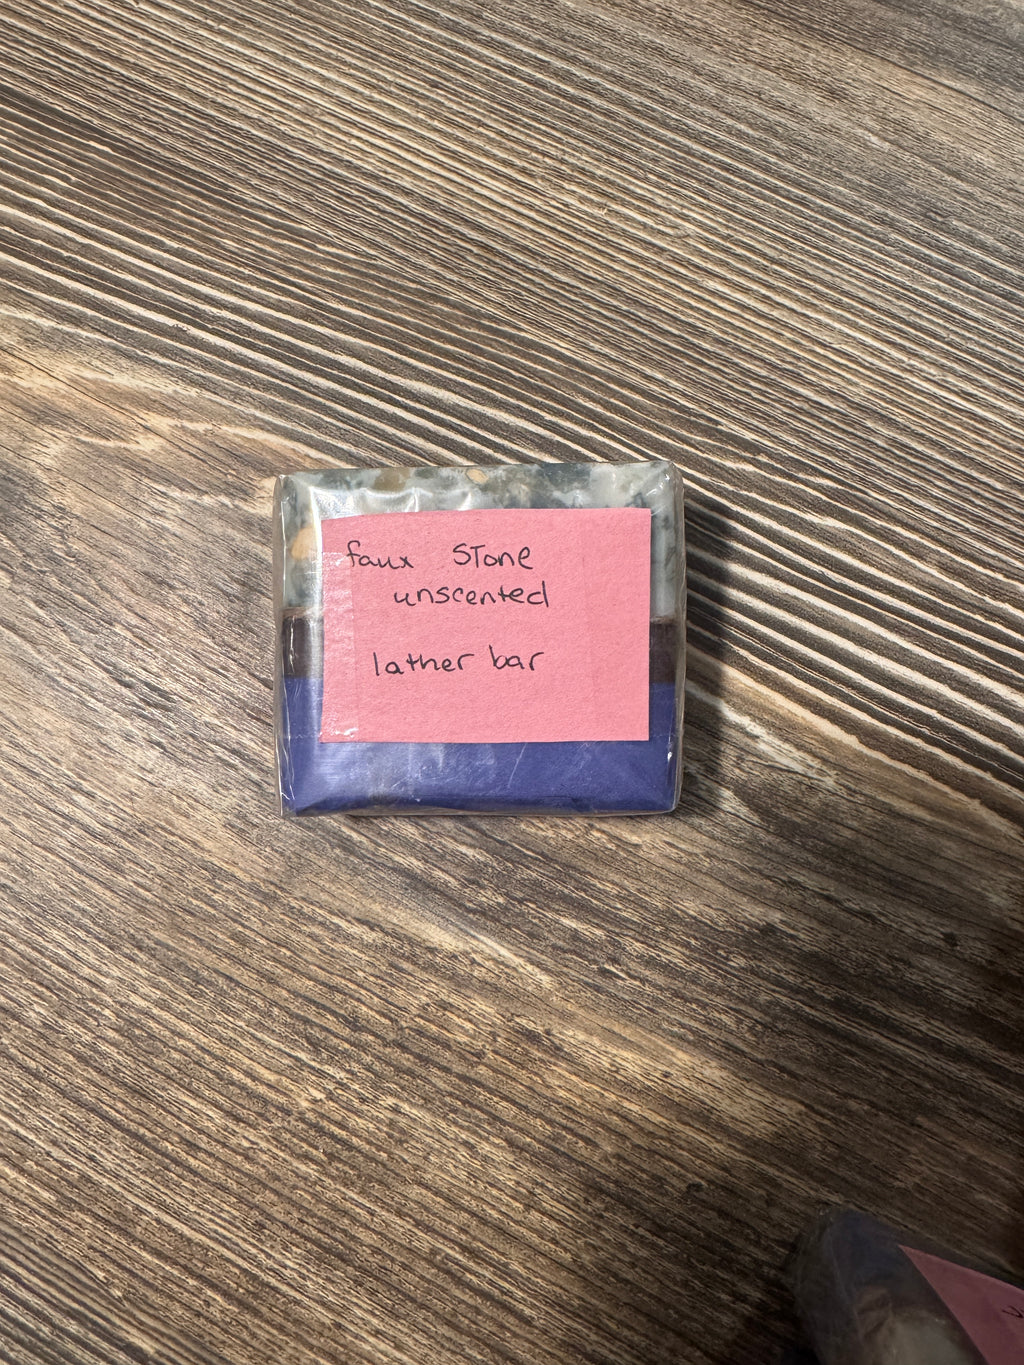 faux STone
unscented
lather bar